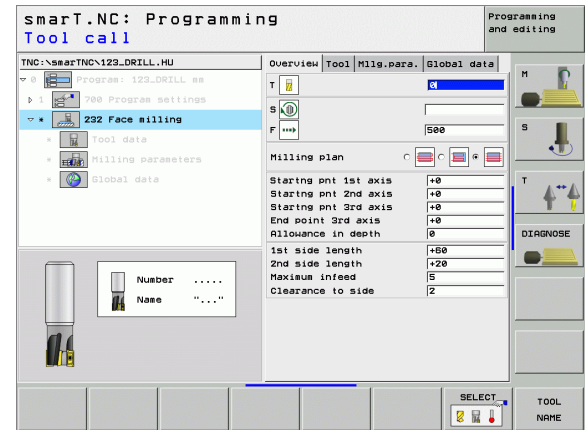 smarT.NC: Programming
Tool call
Programming
and editing
TNC:\smarTNC\123_DRILL.HU
0 Program: 123_DRILL mm
1 700 Program settings
* 232 Face milling
* Tool data
* Milling parameters
* Global data
Number .....
Name "..."
Overview Tool Mllg.para. Global data
T 0
S
F 500
Milling plan
Startng pnt 1st axis +0
Startng pnt 2nd axis +0
Startng pnt 3rd axis +0
End point 3rd axis +0
Allowance in depth 0
1st side length +60
2nd side length +20
Maximum infeed 5
Clearance to side 2
M
S
T
DIAGNOSE
SELECT
TOOL
NAME